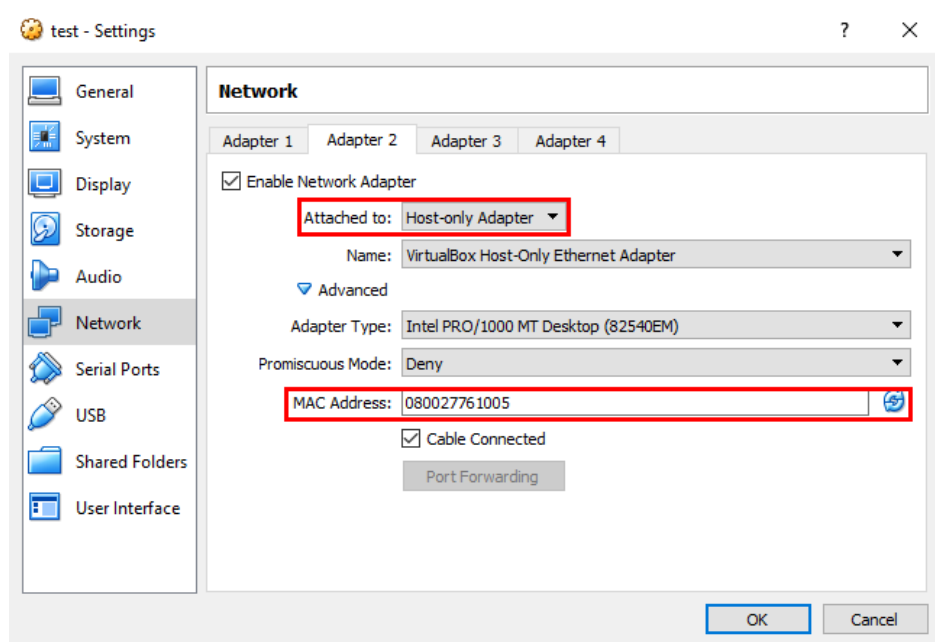 test - Settings
?
General
System
Display
Storage
Audio
Network
Serial Ports
USB
Shared Folders
User Interface
Network
Adapter 1 Adapter 2 Adapter 3 Adapter 4
Enable Network Adapter
Attached to: Host-only Adapter
Name: VirtualBox Host-Only Ethernet Adapter
Advanced
Adapter Type: Intel PRO/1000 MT Desktop (82540EM)
Promiscuous Mode: Deny
MAC Address: 080027761005
Cable Connected
Port Forwarding
OK Cancel